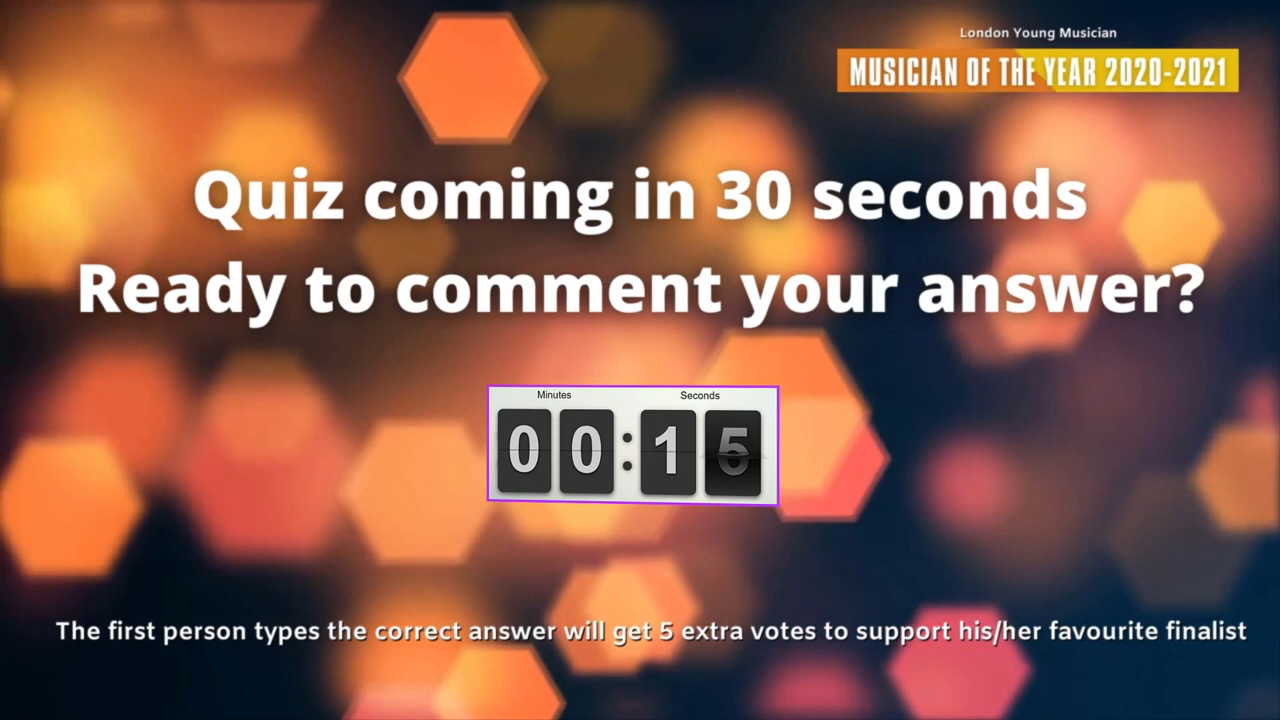 London Young Musician
MUSICIAN OF THE YEAR 2020-2021
Quiz coming in 30 seconds
Ready to comment your answer?
Minutes Seconds
00:15
The first person types the correct answer will get 5 extra votes to support his/her favourite finalist